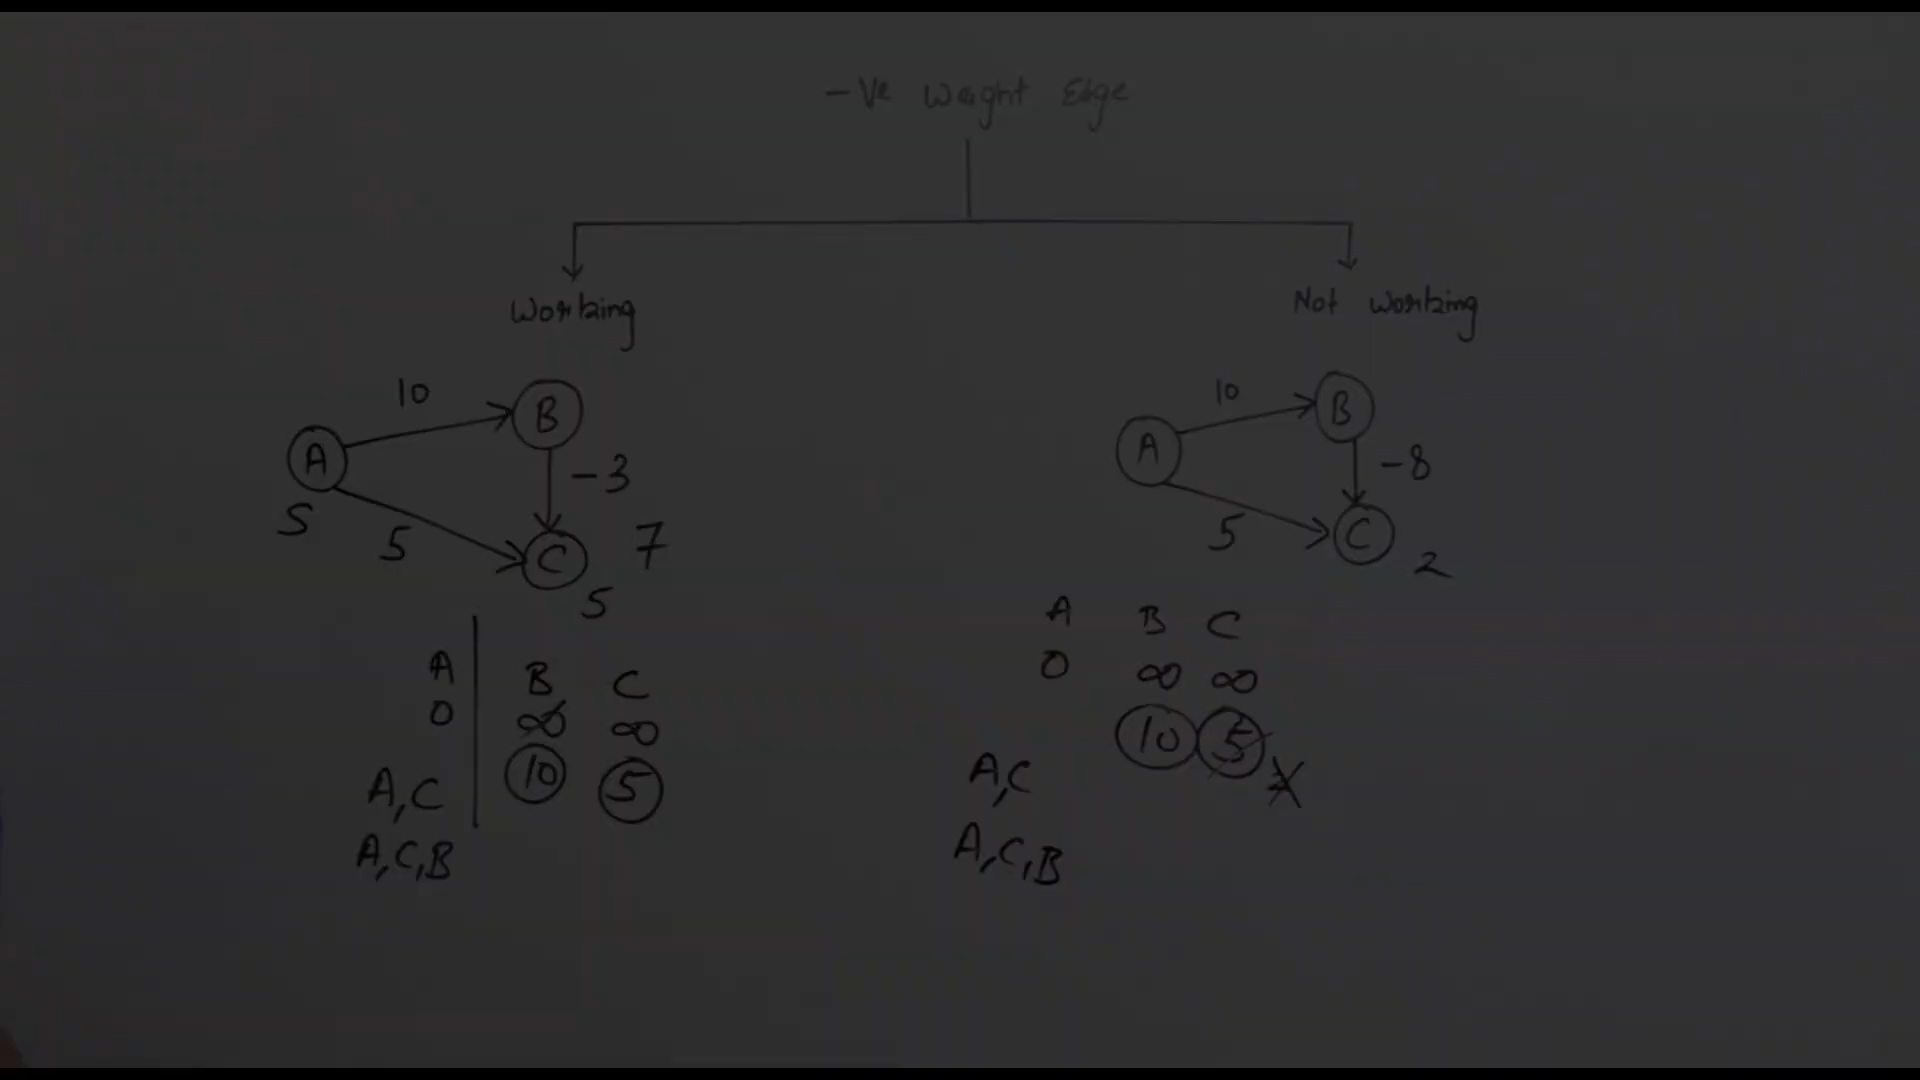 -Ve Weight Edge
Working
Not Working
10
B
A
-3
S
5
C
7
5
A B C
0 ∞ ∞
10 5
A,C
A,C,B
10
B
A
-8
5
C
2
A B C
0 ∞ ∞
10 5
A,C
A,C,B